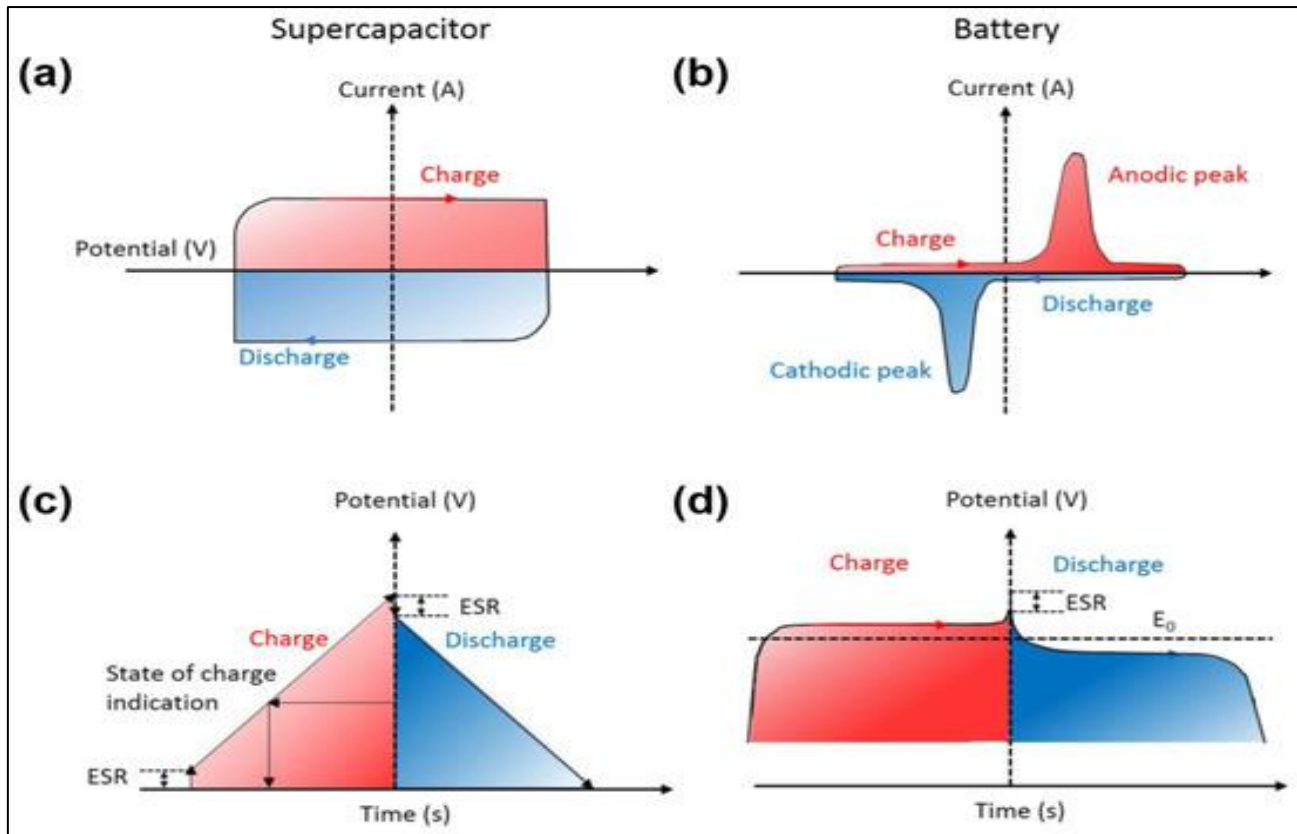 Supercapacitor
Battery
(a)
Current (A)
Charge
Potential (V)
Discharge
(b)
Current (A)
Anodic peak
Charge
Discharge
Cathodic peak
(c)
Potential (V)
ESR
Charge
Discharge
State of charge
indication
ESR
Time (s)
(d)
Potential (V)
Charge
Discharge
ESR
E₀
Time (s)